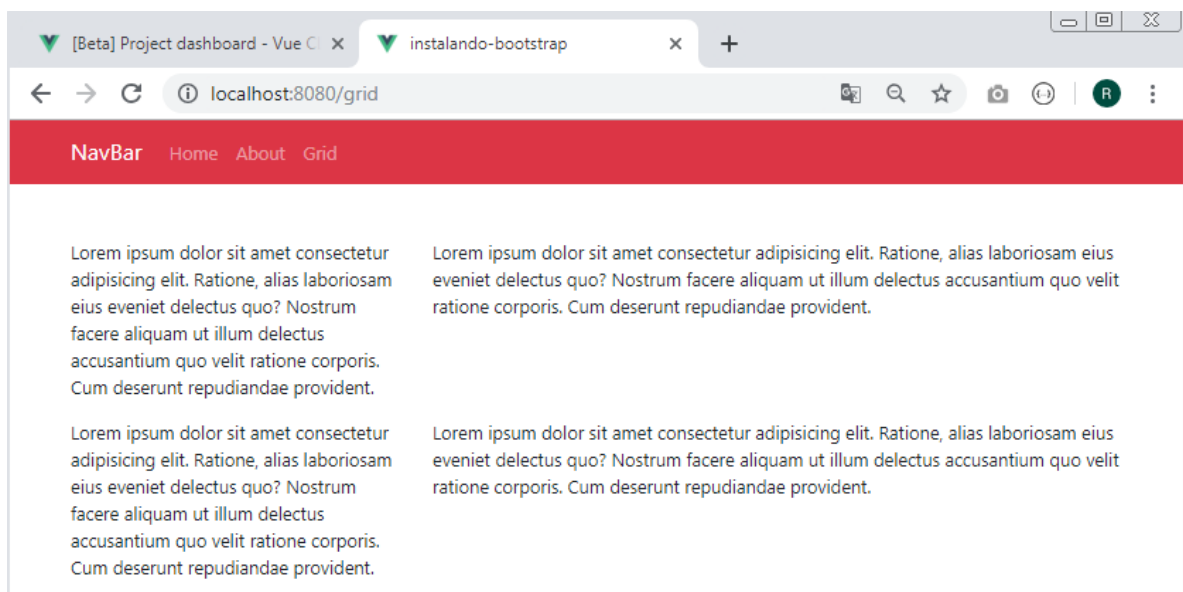 [Beta] Project dashboard - Vue C
instalando-bootstrap
localhost:8080/grid
R
NavBar Home About Grid
Lorem ipsum dolor sit amet consectetur
adipisicing elit. Ratione, alias laboriosam
eius eveniet delectus quo? Nostrum
facere aliquam ut illum delectus
accusantium quo velit ratione corporis.
Cum deserunt repudiandae provident.
Lorem ipsum dolor sit amet consectetur adipisicing elit. Ratione, alias laboriosam eius
eveniet delectus quo? Nostrum facere aliquam ut illum delectus accusantium quo velit
ratione corporis. Cum deserunt repudiandae provident.
Lorem ipsum dolor sit amet consectetur
adipisicing elit. Ratione, alias laboriosam
eius eveniet delectus quo? Nostrum
facere aliquam ut illum delectus
accusantium quo velit ratione corporis.
Cum deserunt repudiandae provident.
Lorem ipsum dolor sit amet consectetur adipisicing elit. Ratione, alias laboriosam eius
eveniet delectus quo? Nostrum facere aliquam ut illum delectus accusantium quo velit
ratione corporis. Cum deserunt repudiandae provident.